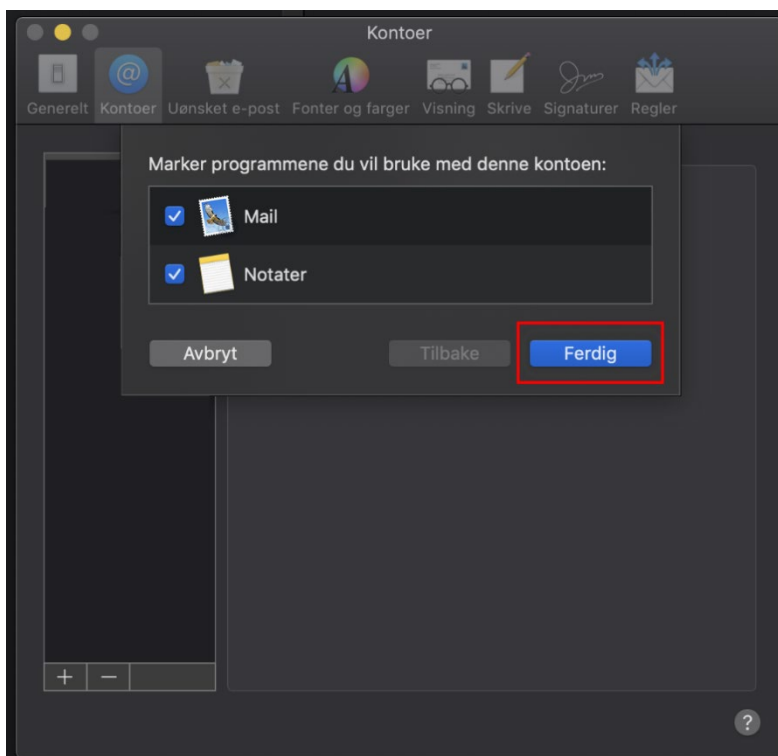 Kontoer
Generelt Kontoer Uønsket e-post Fonter og farger Visning Skrive Signaturer Regler
Marker programmene du vil bruke med denne kontoen:
Mail
Notater
Avbryt Tilbake Ferdig
+ −
?